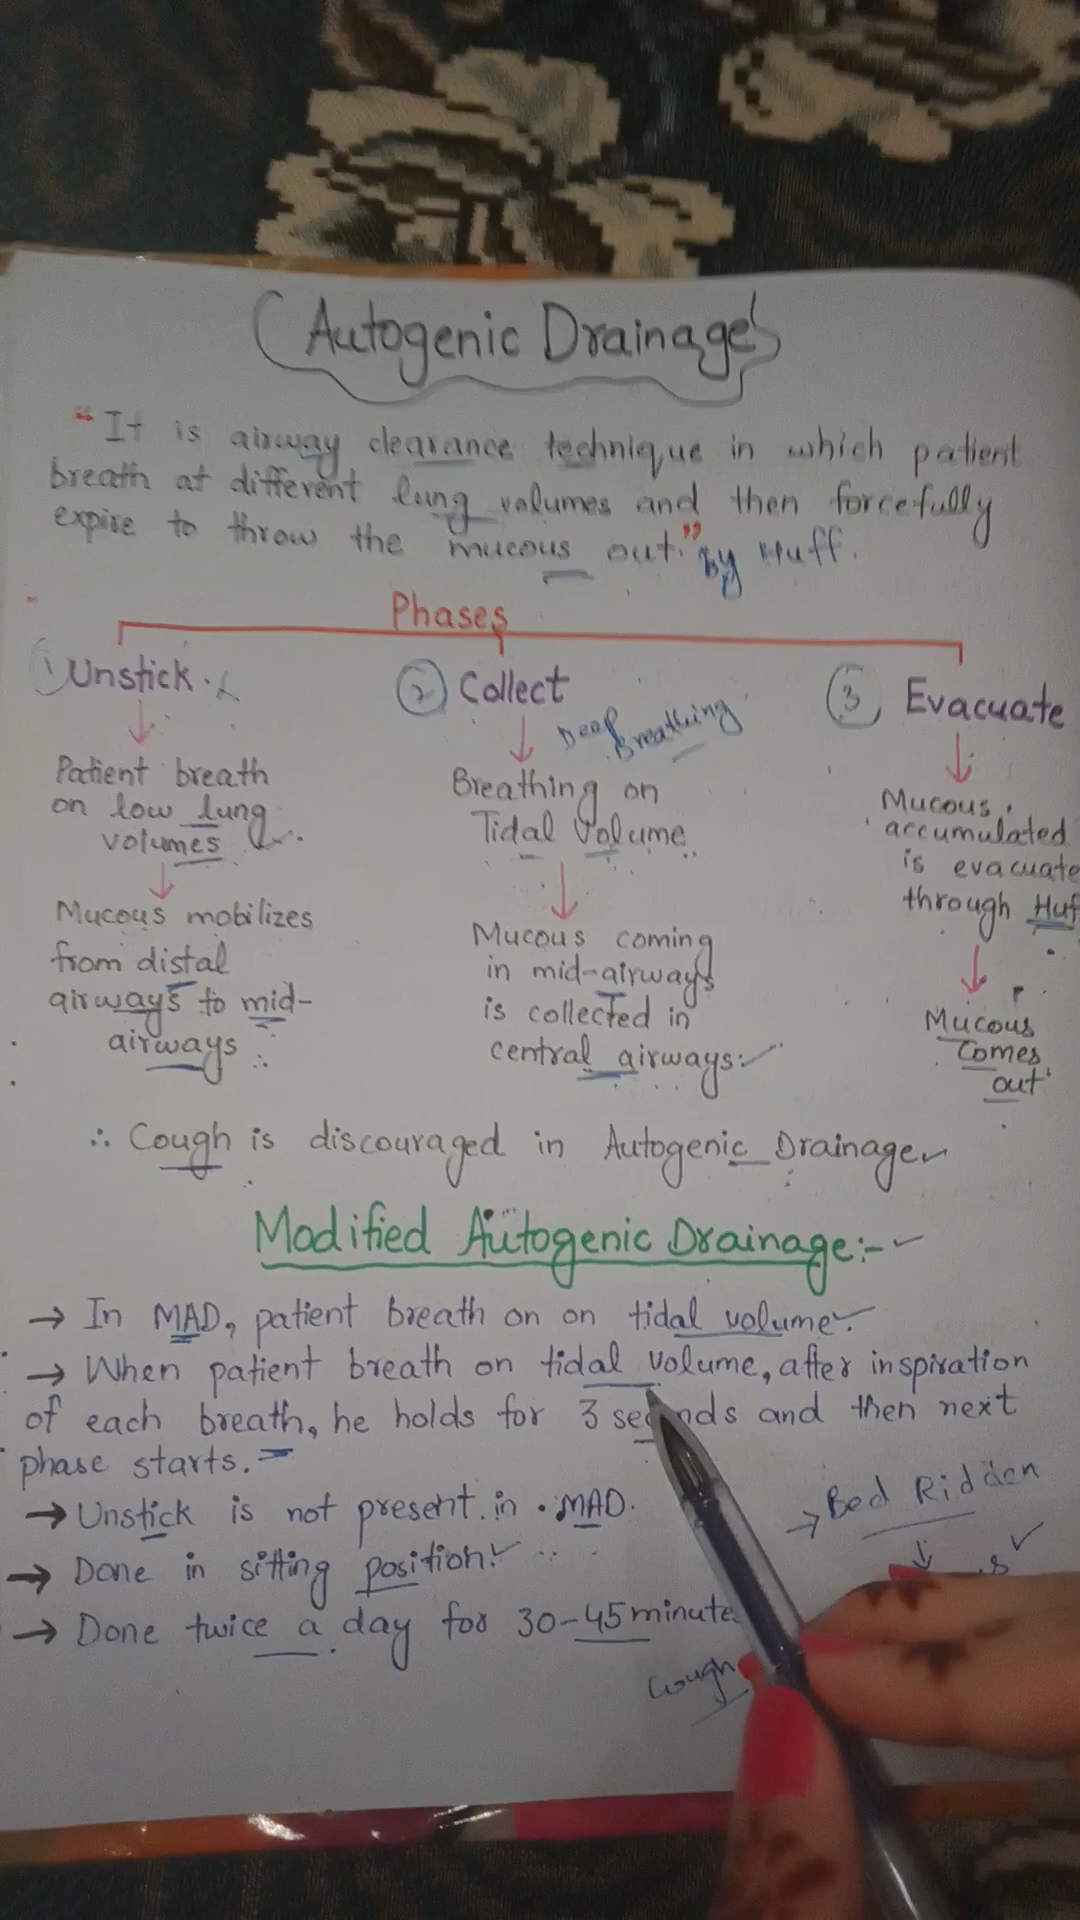 Autogenic Drainage
"It is airway clearance technique in which patient
breath at different lung volumes and then forcefully
expire to throw the mucous out." By Huff.
Phases
1 Unstick.
Patient breath
on low lung
volumes
Mucous mobilizes
from distal
airways to mid-
airways
2 Collect
Deep
Breathing
Breathing on
Tidal Volume
Mucous coming
in mid-airways
is collected in
central airways:
3 Evacuate
Mucous
accumulated
is evacuate
through Huf
Mucous
comes
out
∴ Cough is discouraged in Autogenic Drainage
Modified Autogenic Drainage:-
→ In MAD, patient breath on on tidal volume.
→ When patient breath on tidal volume, after inspiration
of each breath, he holds for 3 seconds and then next
phase starts.
→ Unstick is not present in MAD.
→ Done in sitting position.
→ Done twice a day for 30-45 minute
→ Bed Ridden
Cough